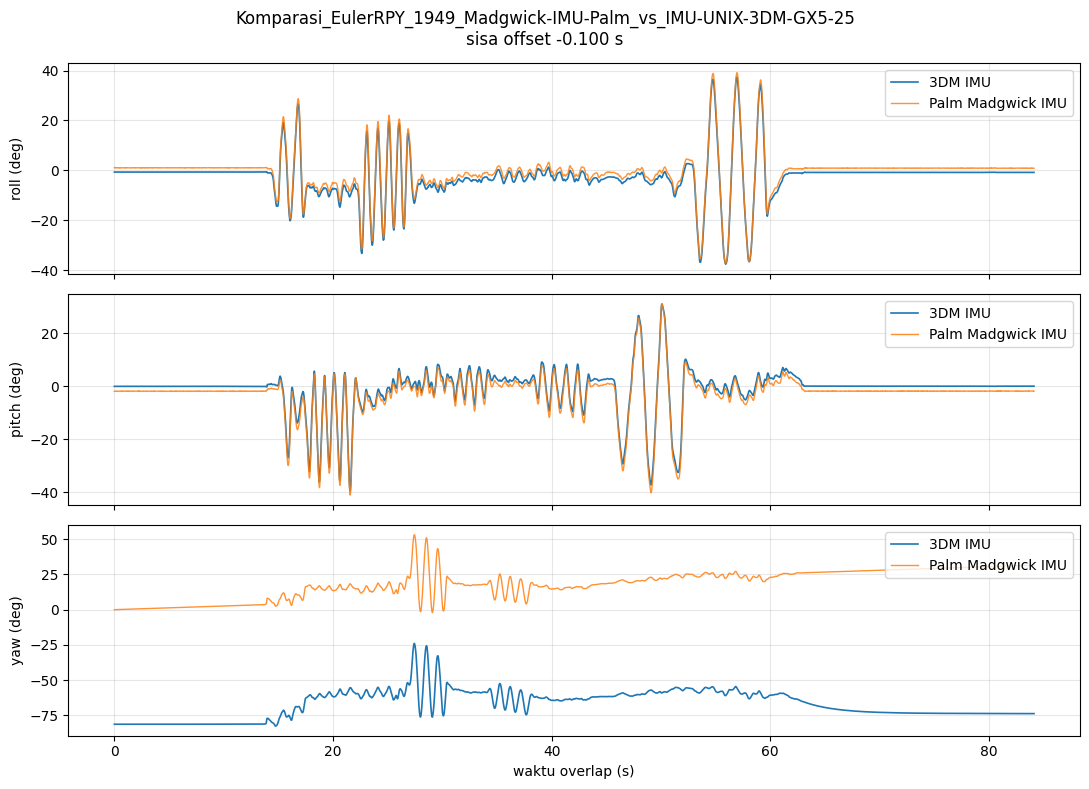 Komparasi_EulerRPY_1949_Madgwick-IMU-Palm_vs_IMU-UNIX-3DM-GX5-25
sisa offset -0.100 s
40
20
0
−20
−40
roll (deg)
3DM IMU
Palm Madgwick IMU
20
0
−20
−40
pitch (deg)
3DM IMU
Palm Madgwick IMU
50
25
0
−25
−50
−75
yaw (deg)
3DM IMU
Palm Madgwick IMU
0
20
40
60
80
waktu overlap (s)